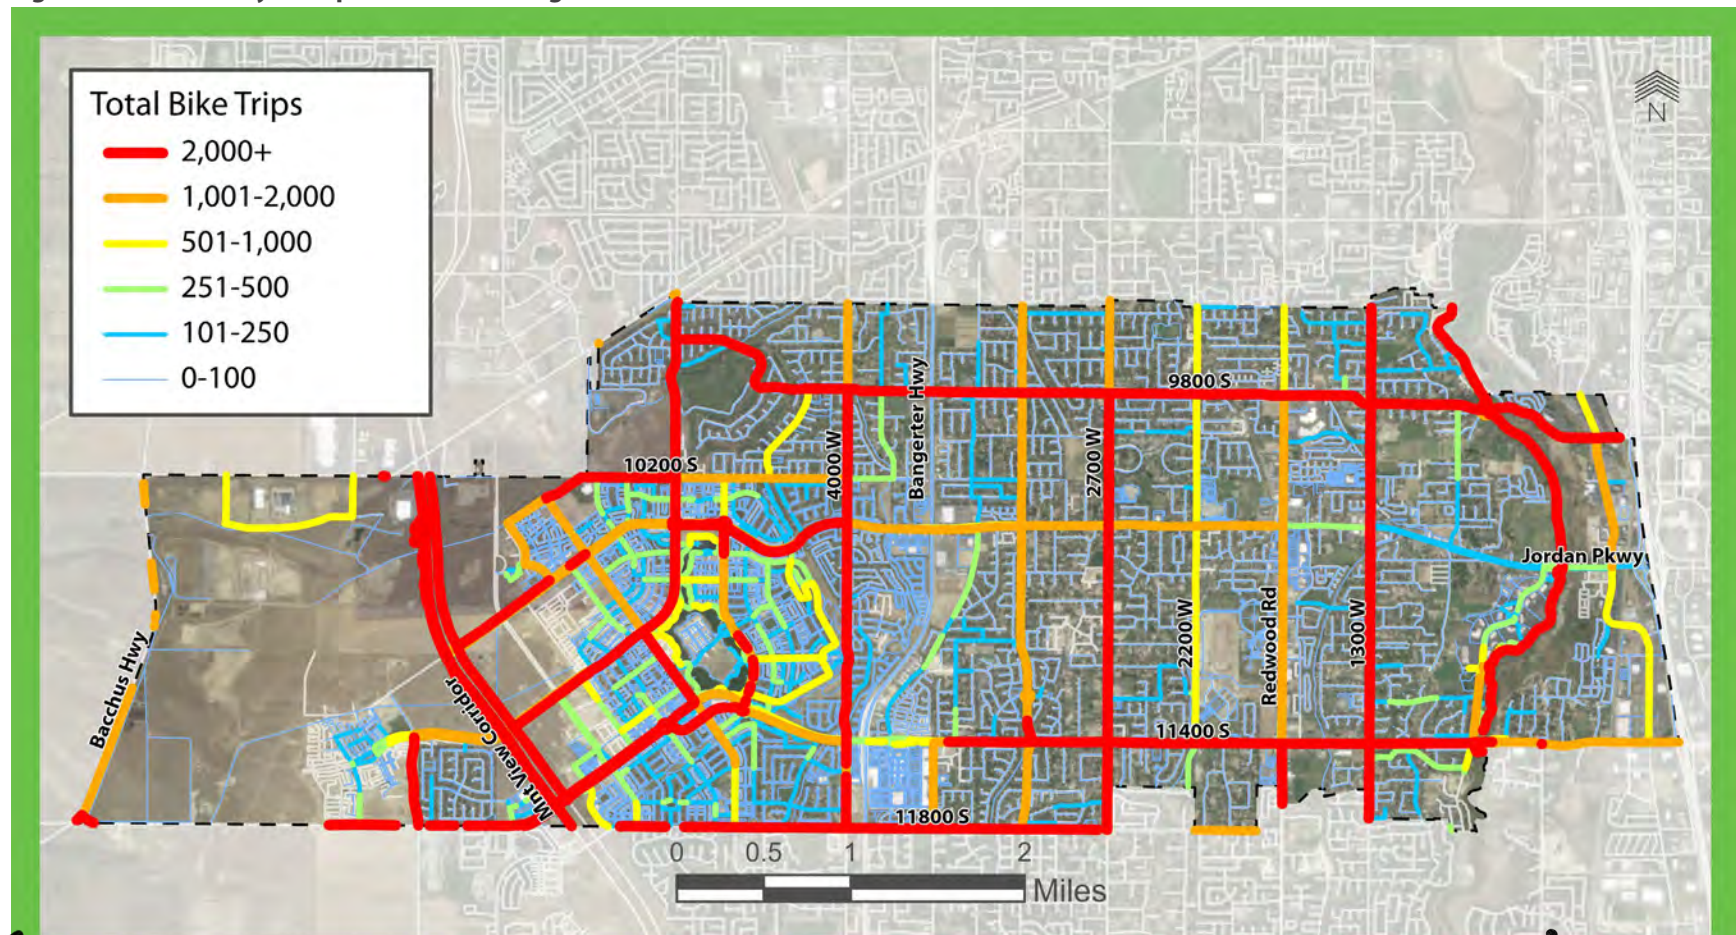 Total Bike Trips
2,000+
1,001-2,000
501-1,000
251-500
101-250
0-100
N
9800 S
Bangerter Hwy
4000 W
2700 W
10200 S
Jordan Pkwy
2200 W
Redwood Rd
1300 W
Bacchus Hwy
Mnt View Corridor
11400 S
11800 S
0 0.5 1 2
Miles